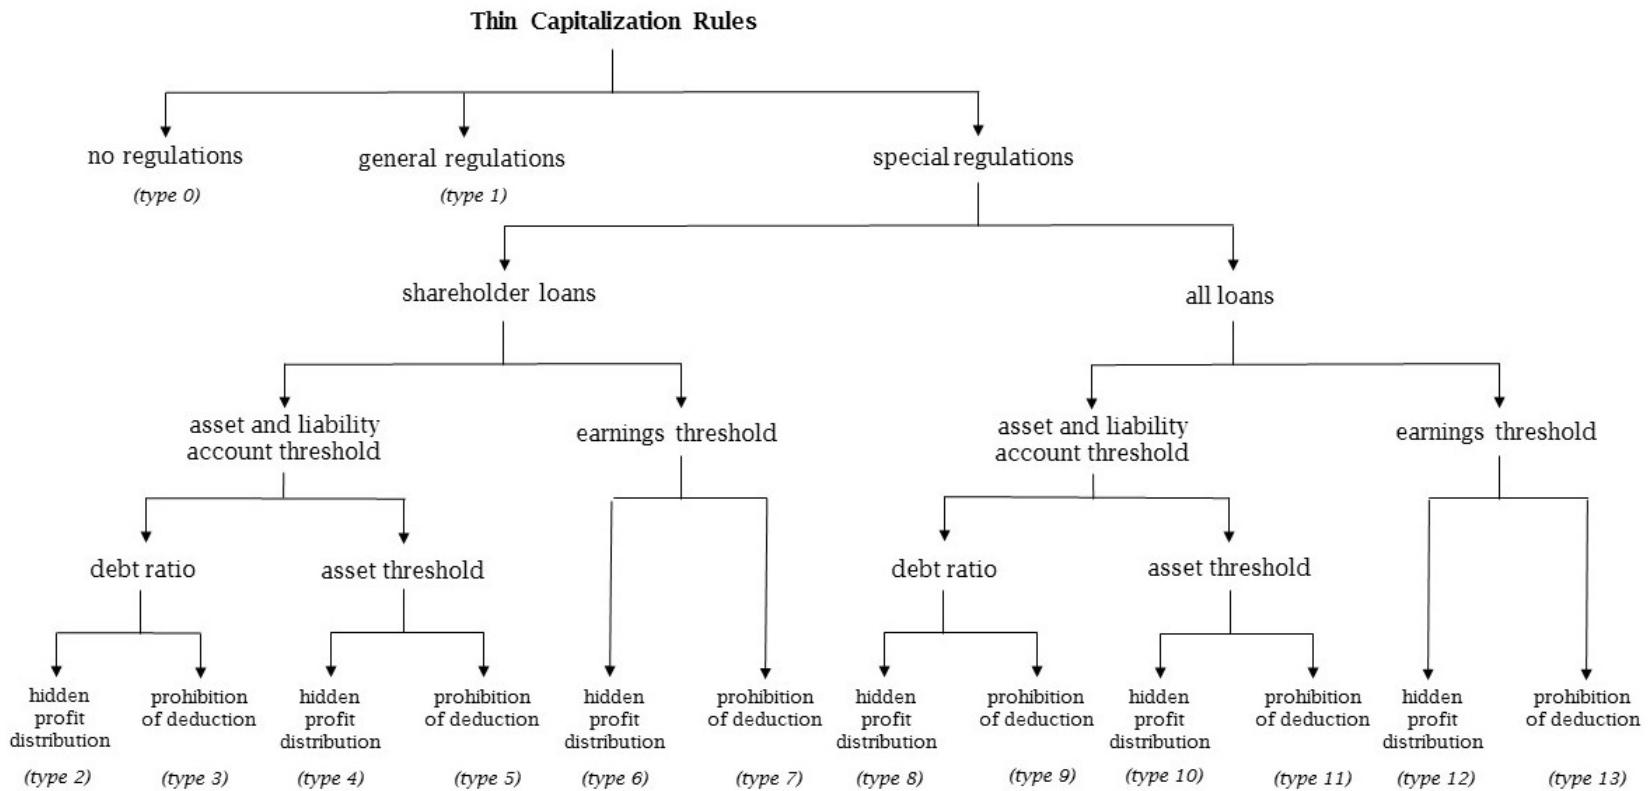 Thin Capitalization Rules
no regulations
(type 0)
general regulations
(type 1)
special regulations
shareholder loans
all loans
asset and liability
account threshold
earnings threshold
asset and liability
account threshold
earnings threshold
debt ratio
asset threshold
debt ratio
asset threshold
hidden
profit
distribution
(type 2)
prohibition
of deduction
(type 3)
hidden
profit
distribution
(type 4)
prohibition
of deduction
(type 5)
hidden
profit
distribution
(type 6)
prohibition
of deduction
(type 7)
hidden
profit
distribution
(type 8)
prohibition
of deduction
(type 9)
hidden
profit
distribution
(type 10)
prohibition
of deduction
(type 11)
hidden
profit
distribution
(type 12)
prohibition
of deduction
(type 13)